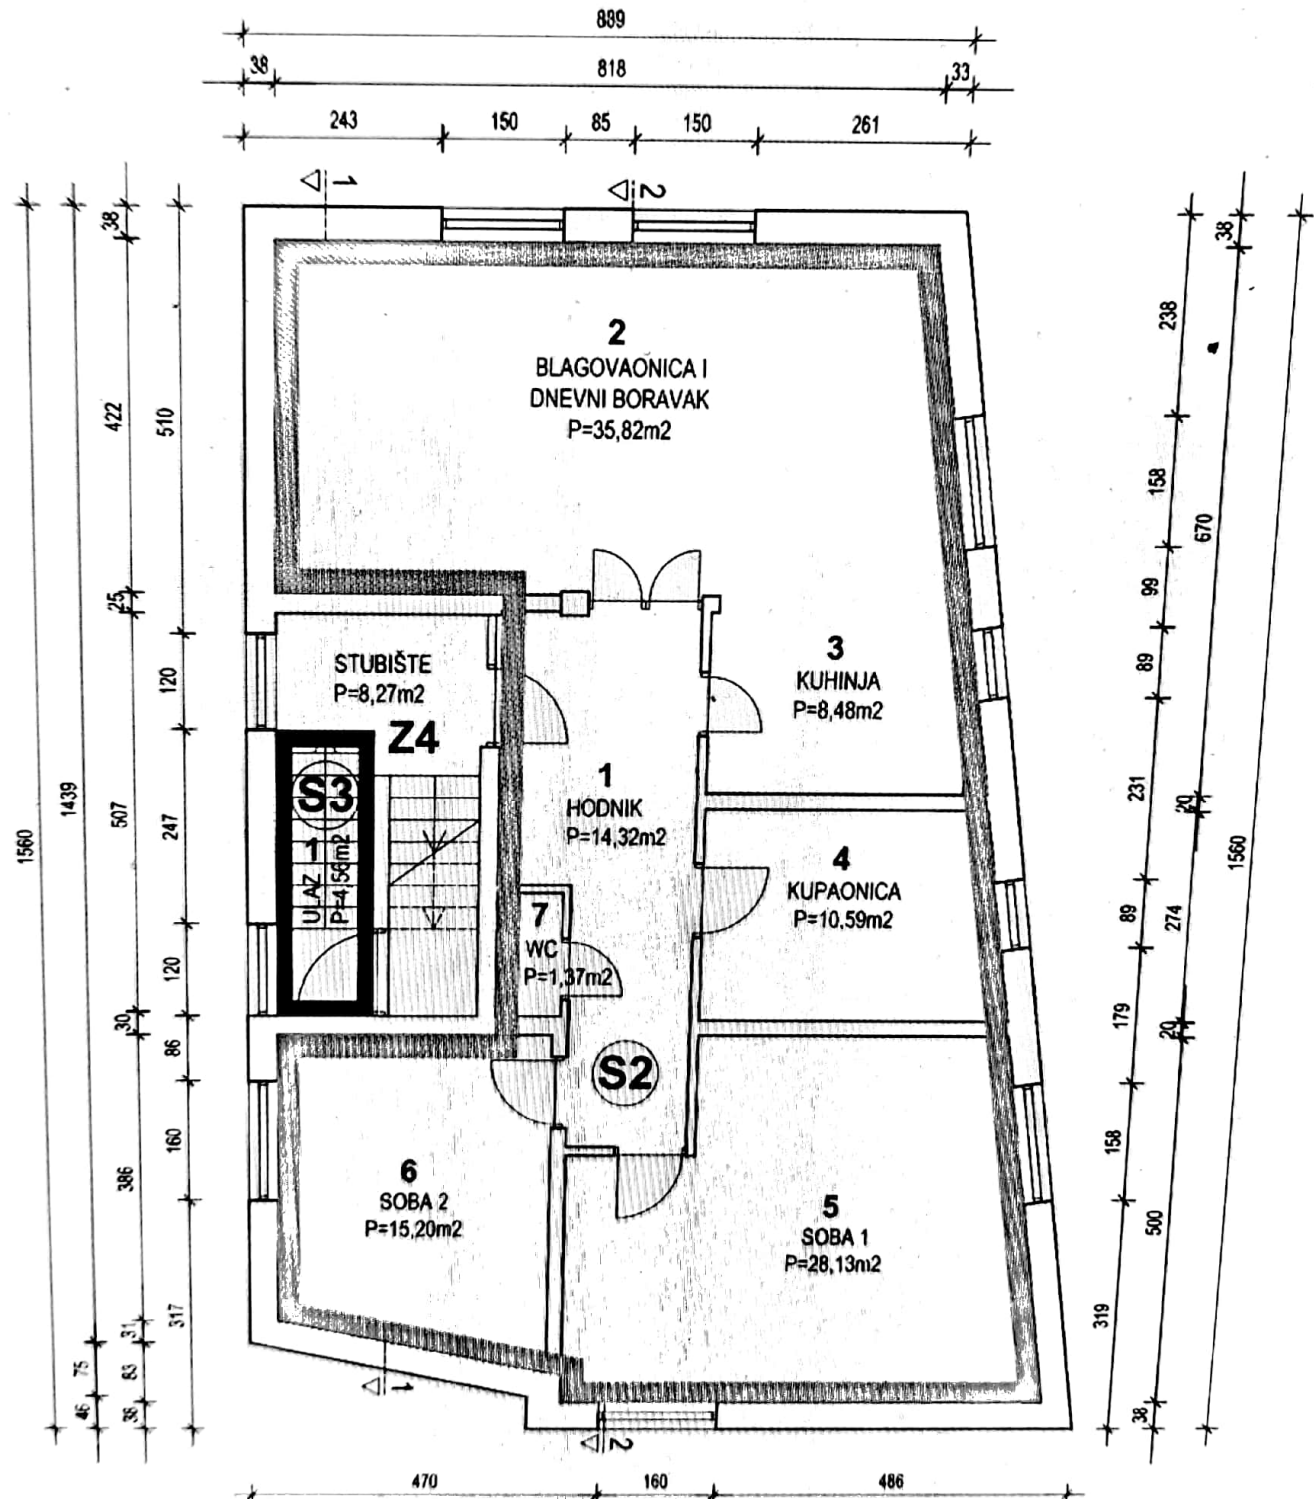 889
38 818 33
243 150 85 150 261
1 2
38
422
25
507
30
386
31
83
38
510
120
247
120
86
160
317
1439
75
46
1560
2
BLAGOVAONICA I
DNEVNI BORAVAK
P=35,82m2
STUBIŠTE
P=8,27m2
Z4
S3
ULAZ 1
P=4,56m2
1
HODNIK
P=14,32m2
3
KUHINJA
P=8,48m2
4
KUPAONICA
P=10,59m2
7
WC
P=1,37m2
S2
6
SOBA 2
P=15,20m2
5
SOBA 1
P=28,13m2
238
158
99
89
231
89
179
158
319
38
670
20
274
20
500
38
1560
1
2
470 160 486